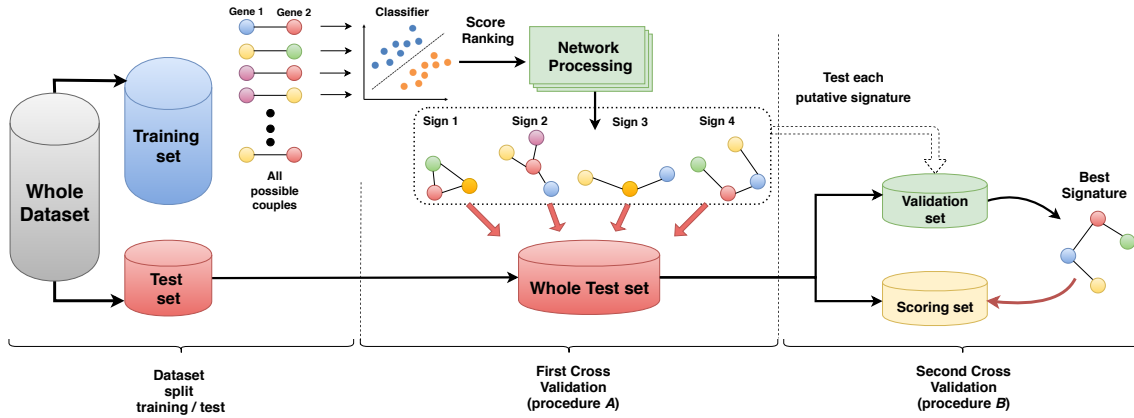 Gene 1 Gene 2
Classifier
Score
Ranking
Network
Processing
Whole
Dataset
Training
set
All
possible
couples
Sign 1 Sign 2 Sign 3 Sign 4
Test each
putative signature
Test
set
Whole Test set
Validation
set
Best
Signature
Scoring set
Dataset
split
training / test
First Cross
Validation
(procedure A)
Second Cross
Validation
(procedure B)